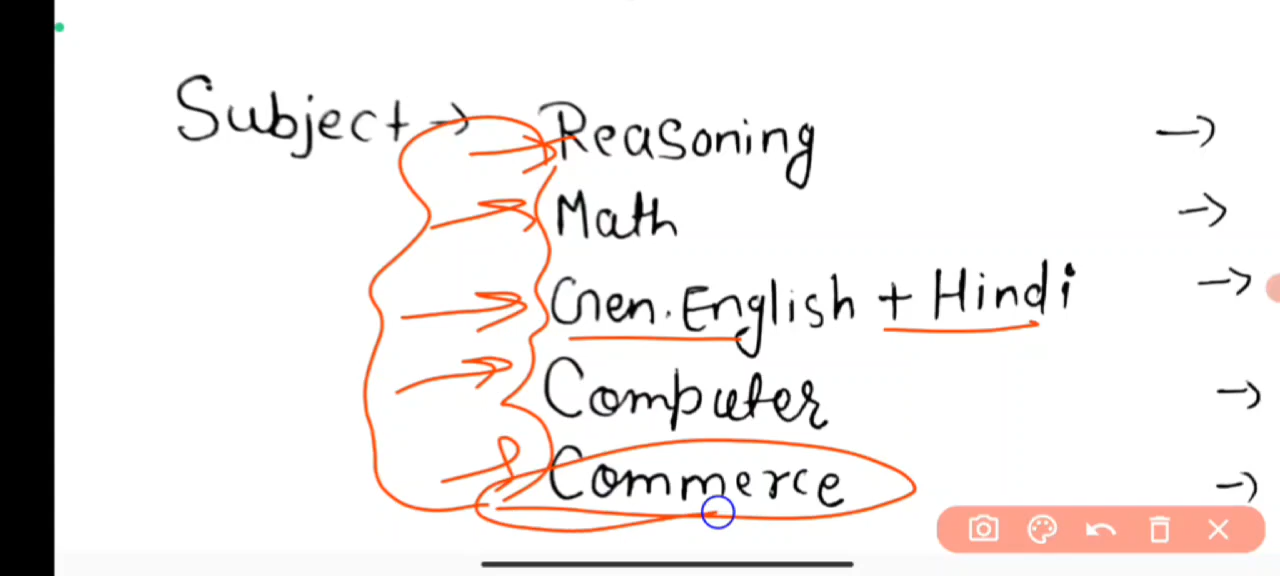 Subject → Reasoning →
Math →
Gen. English + Hindi →
Computer →
Commerce →